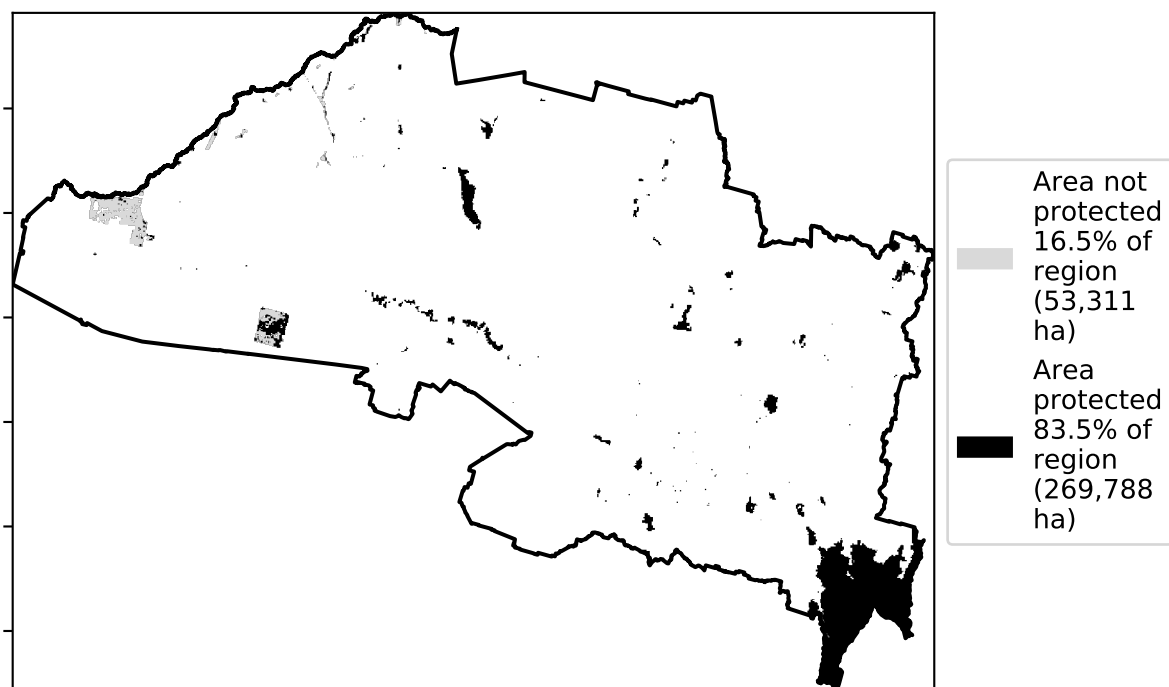 Area not
protected
16.5% of
region
(53,311
ha)
Area
protected
83.5% of
region
(269,788
ha)